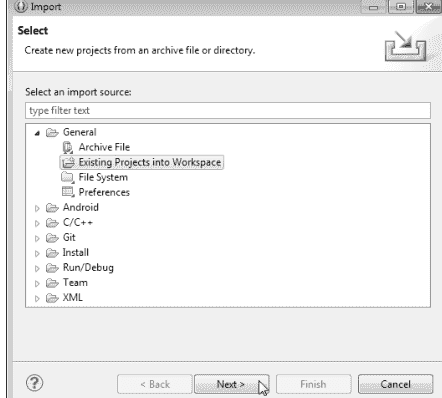 Import
Select
Create new projects from an archive file or directory.
Select an import source:
type filter text
General
Archive File
Existing Projects into Workspace
File System
Preferences
Android
C/C++
Git
Install
Run/Debug
Team
XML
?
< Back Next > Finish Cancel